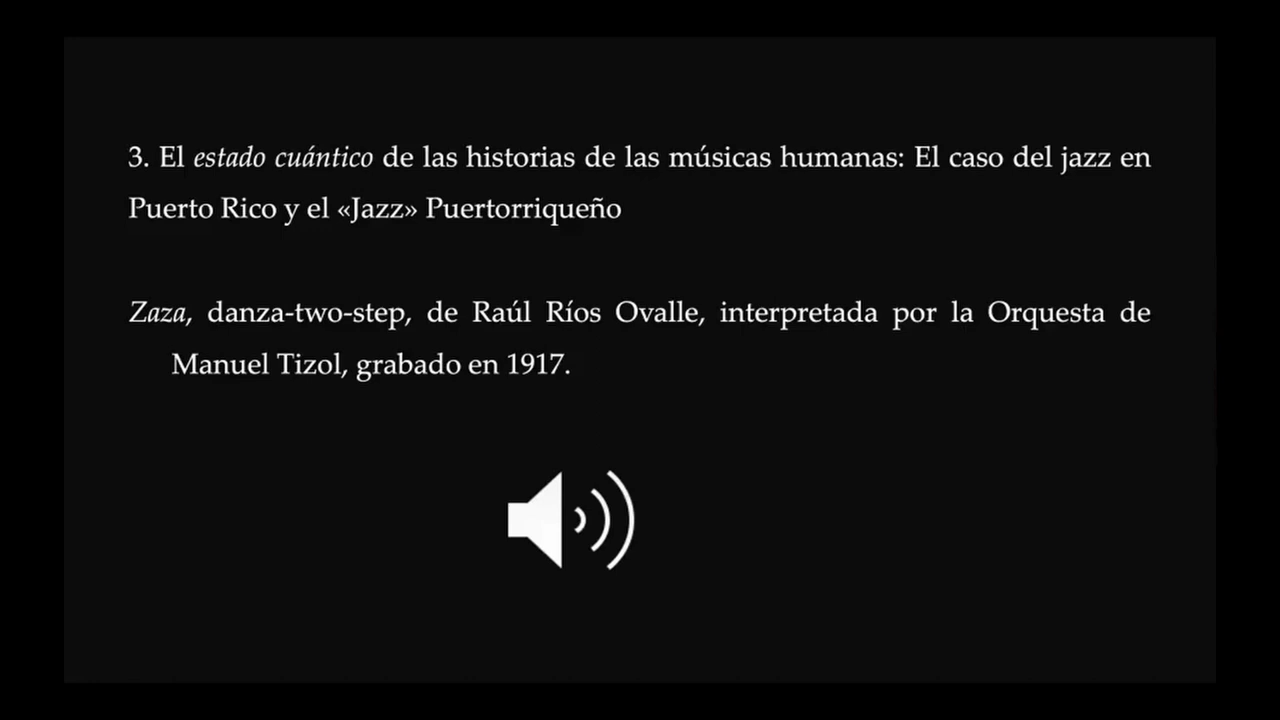 3. El estado cuántico de las historias de las músicas humanas: El caso del jazz en
Puerto Rico y el «Jazz» Puertorriqueño
Zaza, danza-two-step, de Raúl Ríos Ovalle, interpretada por la Orquesta de
Manuel Tizol, grabado en 1917.